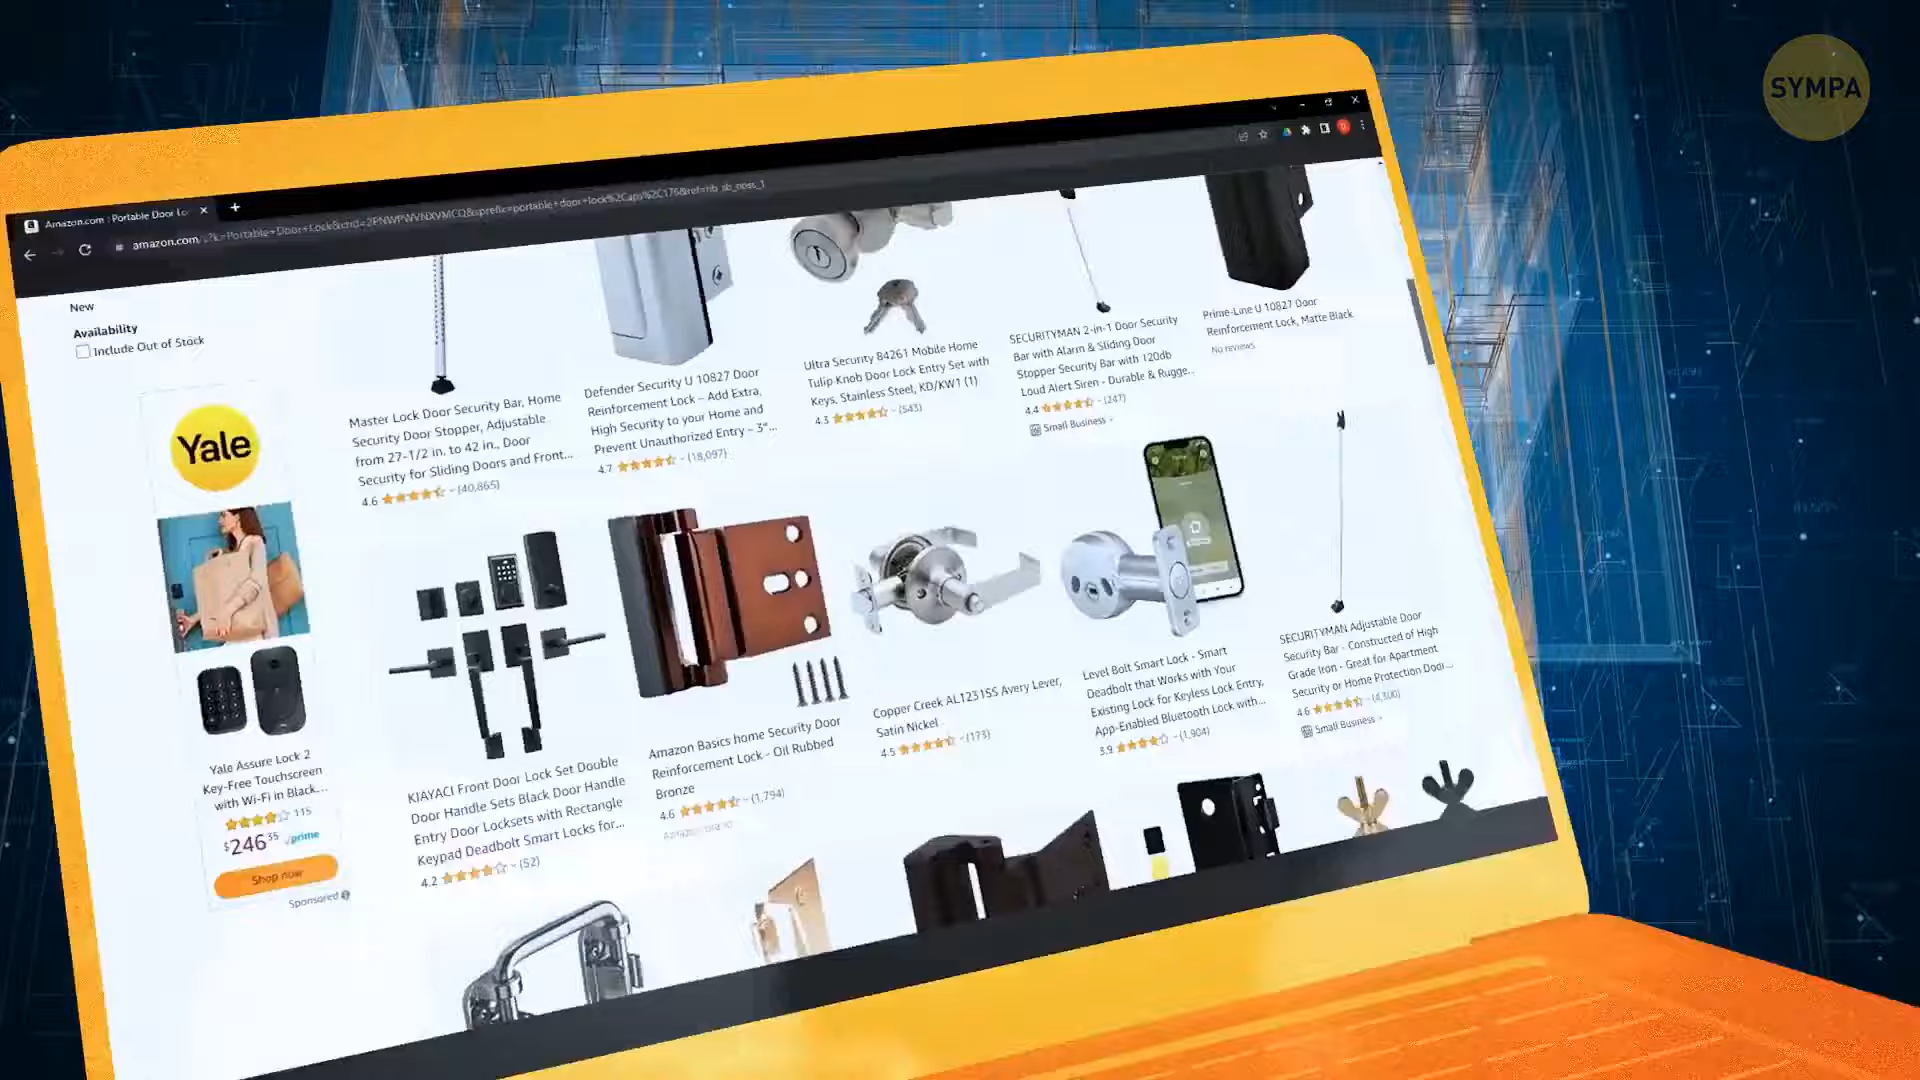 SYMPA
Amazon.com : Portable Door Lo
amazon.com
New
Availability
Include Out of Stock
Yale
Yale Assure Lock 2
Key-Free Touchscreen
with Wi-Fi in Black...
115
$246.35 prime
Shop now
Sponsored
Master Lock Door Security Bar, Home
Security Door Stopper, Adjustable
from 27-1/2 in. to 42 in., Door
Security for Sliding Doors and Front...
4.6 (40,865)
Defender Security U 10827 Door
Reinforcement Lock – Add Extra,
High Security to your Home and
Prevent Unauthorized Entry – 3"...
4.7 (18,097)
Ultra Security 84261 Mobile Home
Tulip Knob Door Lock Entry Set with
Keys, Stainless Steel, KD/KW1 (1)
4.3 (543)
SECURITYMAN 2-in-1 Door Security
Bar with Alarm & Sliding Door
Stopper Security Bar with 120db
Loud Alert Siren - Durable & Rugge...
4.4 (247)
Small Business
Prime-Line U 10827 Door
Reinforcement Lock, Matte Black
No reviews
KIAYACI Front Door Lock Set Double
Door Handle Sets Black Door Handle
Entry Door Locksets with Rectangle
Keypad Deadbolt Smart Locks for...
4.2 (52)
Amazon Basics home Security Door
Reinforcement Lock - Oil Rubbed
Bronze
4.6 (1,794)
Copper Creek AL1231SS Avery Lever,
Satin Nickel
4.5 (173)
Level Bolt Smart Lock - Smart
Deadbolt that Works with Your
Existing Lock for Keyless Lock Entry,
App-Enabled Bluetooth Lock with...
3.9 (1,904)
SECURITYMAN Adjustable Door
Security Bar - Constructed of High
Grade Iron - Great for Apartment
Security or Home Protection Dodi...
4.6 (4,300)
Small Business